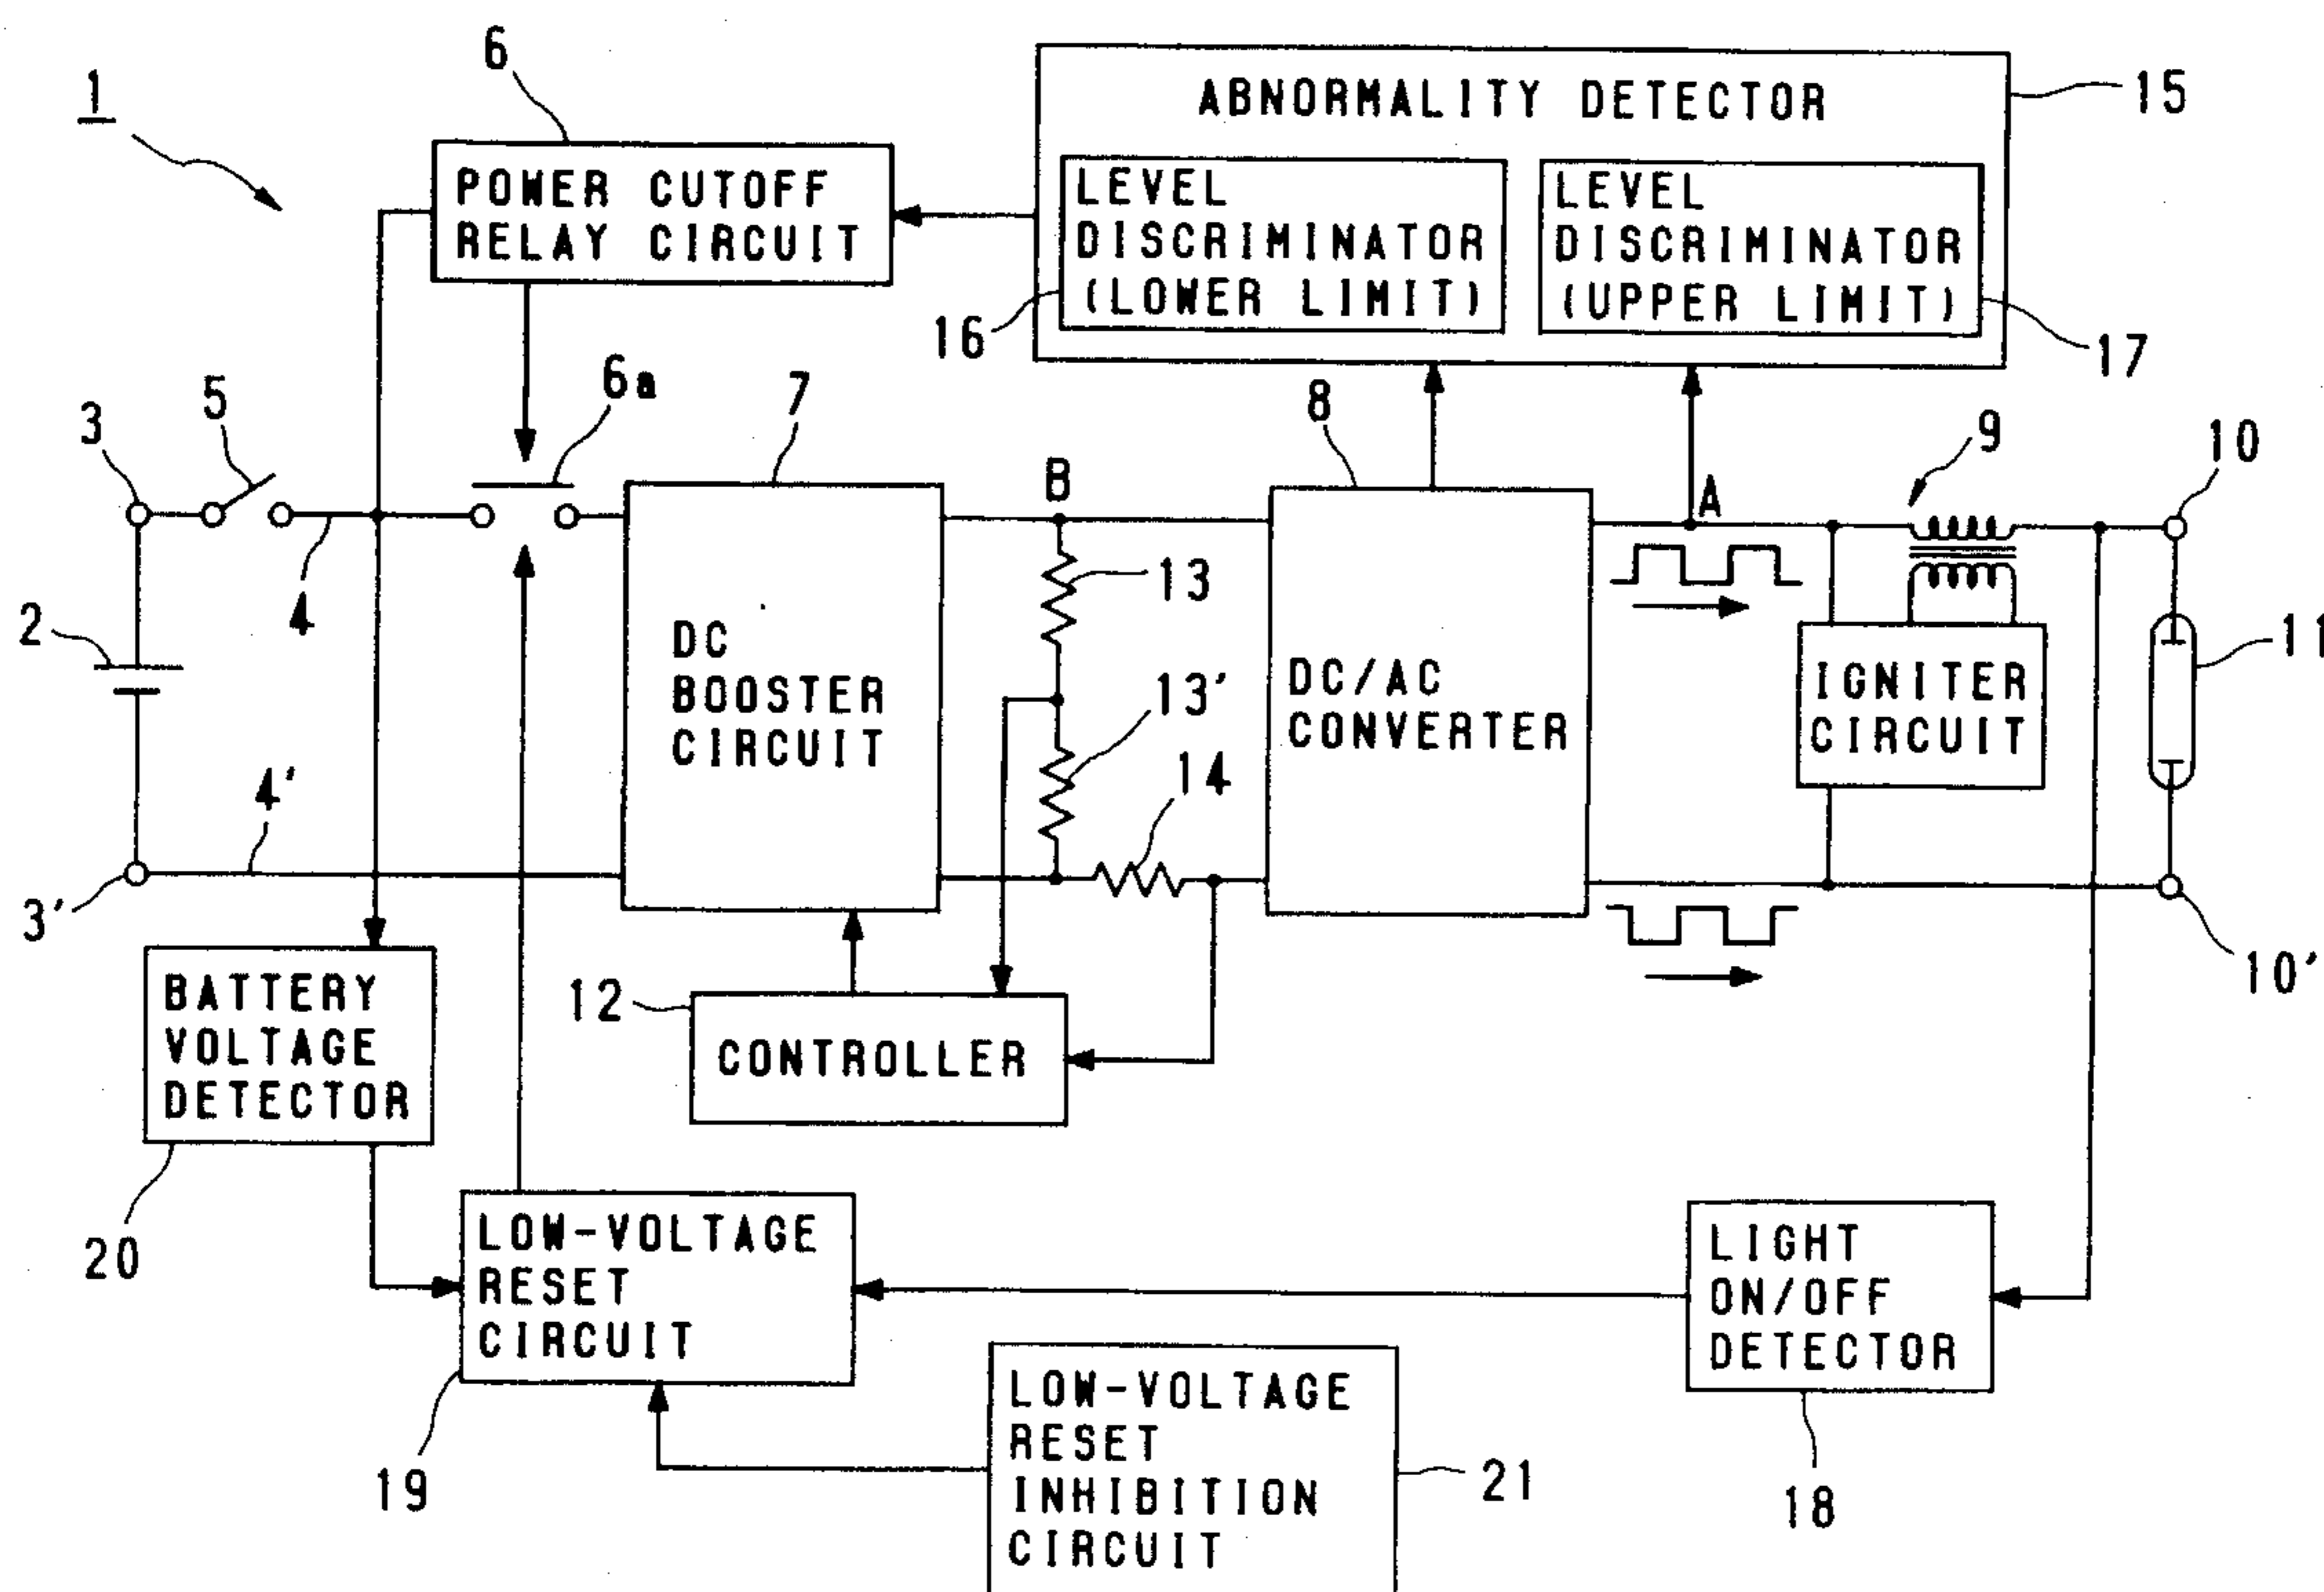 1
6
POWER CUTOFF
RELAY CIRCUIT
ABNORMALITY DETECTOR
15
LEVEL
DISCRIMINATOR
(LOWER LIMIT)
16
LEVEL
DISCRIMINATOR
(UPPER LIMIT)
17
3
5
4
6a
7
B
8
A
9
10
2
DC
BOOSTER
CIRCUIT
13
13'
14
DC/AC
CONVERTER
IGNITER
CIRCUIT
11
4'
3'
10'
BATTERY
VOLTAGE
DETECTOR
20
12
CONTROLLER
LOW-VOLTAGE
RESET
CIRCUIT
19
LIGHT
ON/OFF
DETECTOR
18
LOW-VOLTAGE
RESET
INHIBITION
CIRCUIT
21